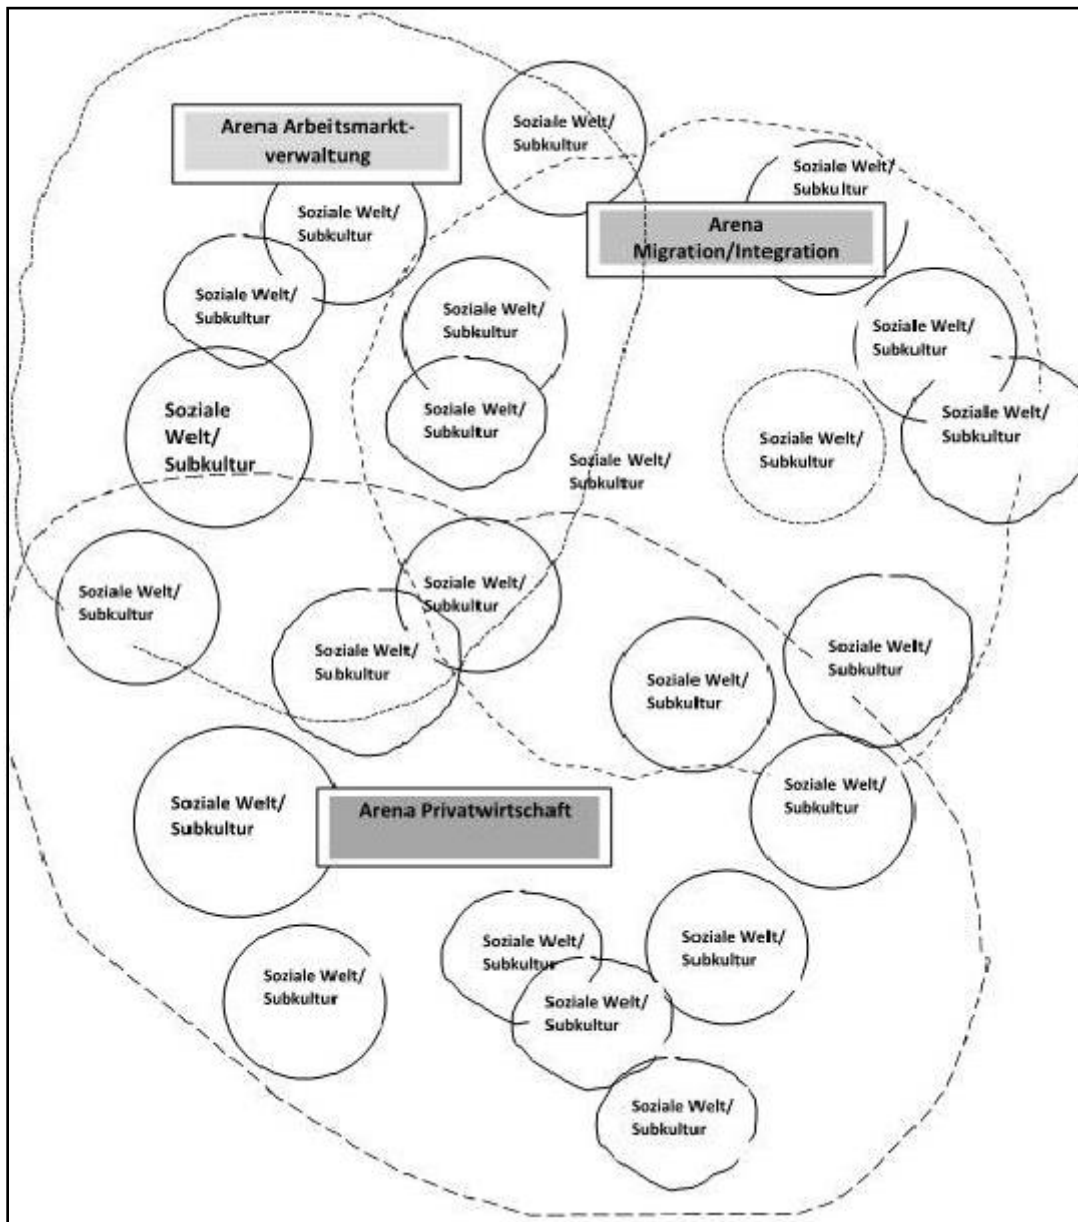 Arena Arbeitsmarkt-
verwaltung
Soziale Welt/
Subkultur
Soziale Welt/
Subkultur
Arena
Migration/Integration
Soziale Welt/
Subkultur
Soziale Welt/
Subkultur
Soziale Welt/
Subkultur
Soziale Welt/
Subkultur
Soziale
Welt/
Subkultur
Soziale Welt/
Subkultur
Soziale Welt/
Subkultur
Soziale Welt/
Subkultur
Soziale Welt/
Subkultur
Soziale Welt/
Subkultur
Soziale Welt/
Subkultur
Soziale Welt/
Subkultur
Soziale Welt/
Subkultur
Soziale Welt/
Subkultur
Soziale Welt/
Subkultur
Soziale Welt/
Subkultur
Soziale Welt/
Subkultur
Arena Privatwirtschaft
Soziale Welt/
Subkultur
Soziale Welt/
Subkultur
Soziale Welt/
Subkultur
Soziale Welt/
Subkultur
Soziale Welt/
Subkultur